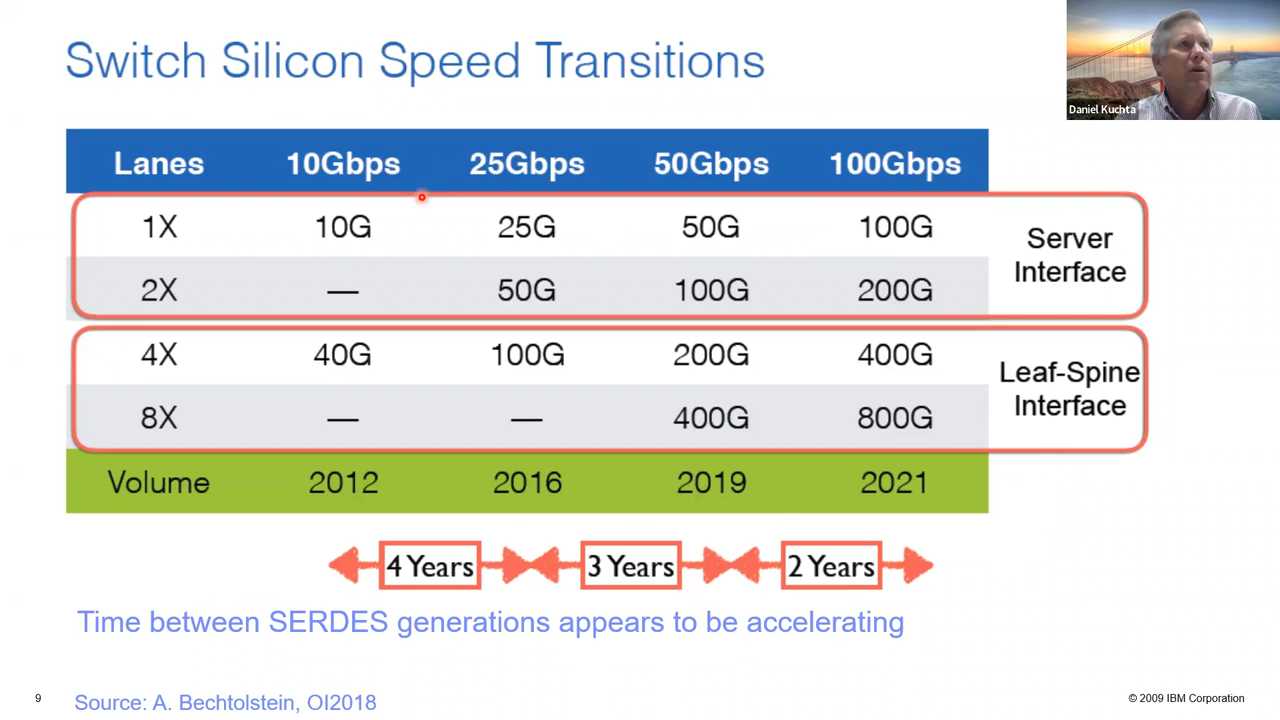 Switch Silicon Speed Transitions
Daniel Kuchta
Lanes 10Gbps 25Gbps 50Gbps 100Gbps
1X 10G 25G 50G 100G
2X — 50G 100G 200G
Server
Interface
4X 40G 100G 200G 400G
8X — — 400G 800G
Leaf-Spine
Interface
Volume 2012 2016 2019 2021
4 Years 3 Years 2 Years
Time between SERDES generations appears to be accelerating
9
Source: A. Bechtolstein, OI2018
© 2009 IBM Corporation